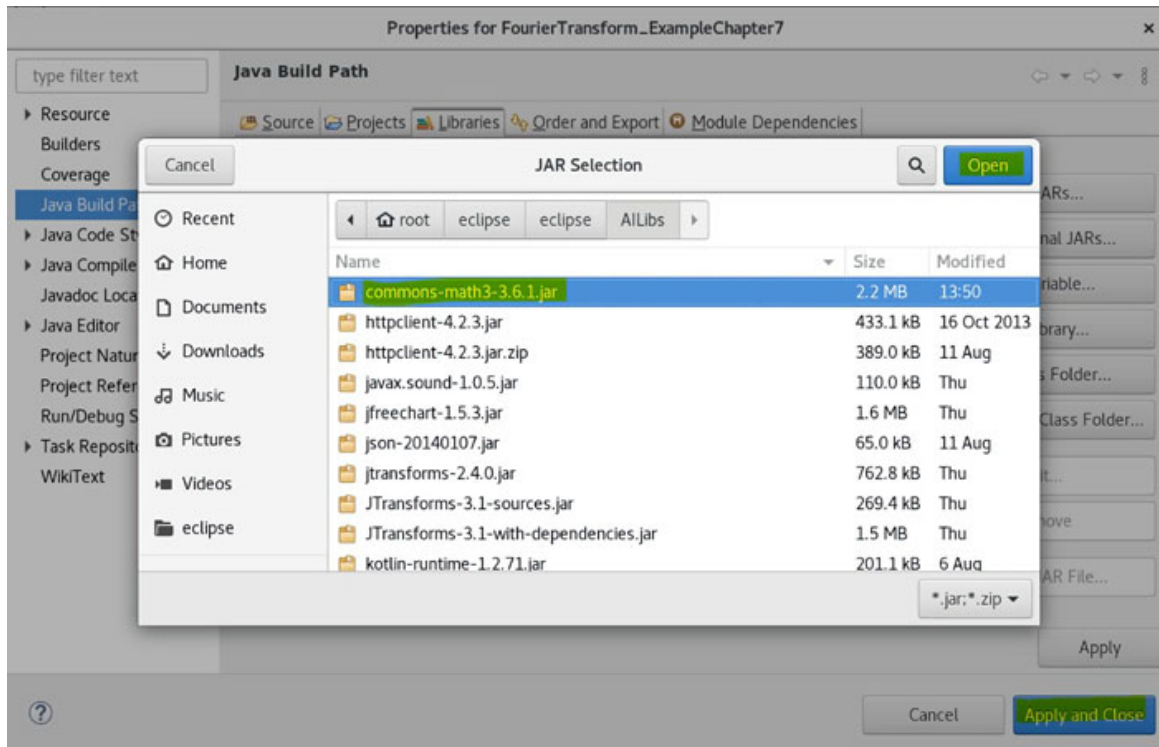 Properties for FourierTransform_ExampleChapter7
type filter text
Java Build Path
Resource
Builders
Coverage
Java Build Pa
Java Code St
Java Compile
Javadoc Loca
Java Editor
Project Natur
Project Refer
Run/Debug S
Task Reposito
WikiText
Source Projects Libraries Order and Export Module Dependencies
Cancel JAR Selection Open
Recent
Home
Documents
Downloads
Music
Pictures
Videos
eclipse
root eclipse eclipse AILibs
Name Size Modified
commons-math3-3.6.1.jar 2.2 MB 13:50
httpclient-4.2.3.jar 433.1 kB 16 Oct 2013
httpclient-4.2.3.jar.zip 389.0 kB 11 Aug
javax.sound-1.0.5.jar 110.0 kB Thu
jfreechart-1.5.3.jar 1.6 MB Thu
json-20140107.jar 65.0 kB 11 Aug
jtransforms-2.4.0.jar 762.8 kB Thu
JTransforms-3.1-sources.jar 269.4 kB Thu
JTransforms-3.1-with-dependencies.jar 1.5 MB Thu
kotlin-runtime-1.2.71.jar 201.1 kB 6 Aug
*.jar;*.zip
ARs...
nal JARs...
riable...
brary...
s Folder...
Class Folder...
it...
nove
AR File...
Apply
Cancel Apply and Close